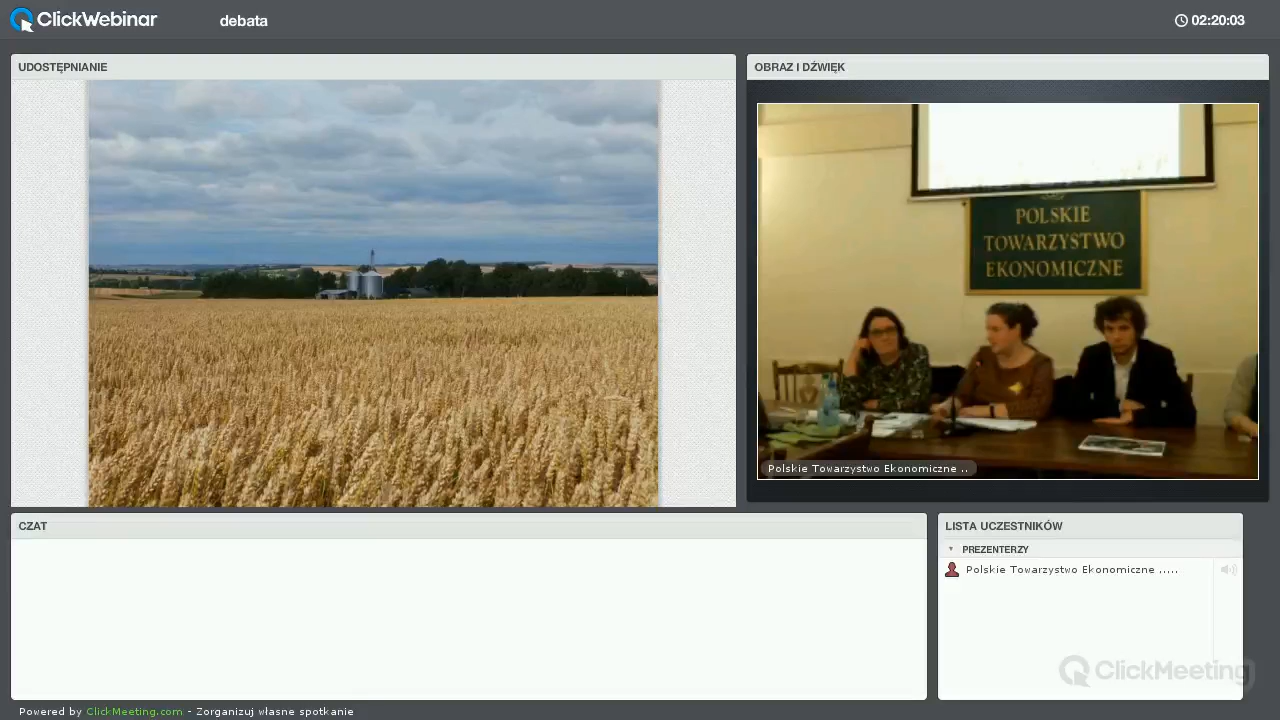 ClickWebinar
debata
02:20:03
UDOSTĘPNIANIE
OBRAZ I DŹWIĘK
POLSKIE
TOWARZYSTWO
EKONOMICZNE
Polskie Towarzystwo Ekonomiczne ..
CZAT
LISTA UCZESTNIKÓW
PREZENTERZY
Polskie Towarzystwo Ekonomiczne .....
ClickMeeting
Powered by ClickMeeting.com - Zorganizuj własne spotkanie